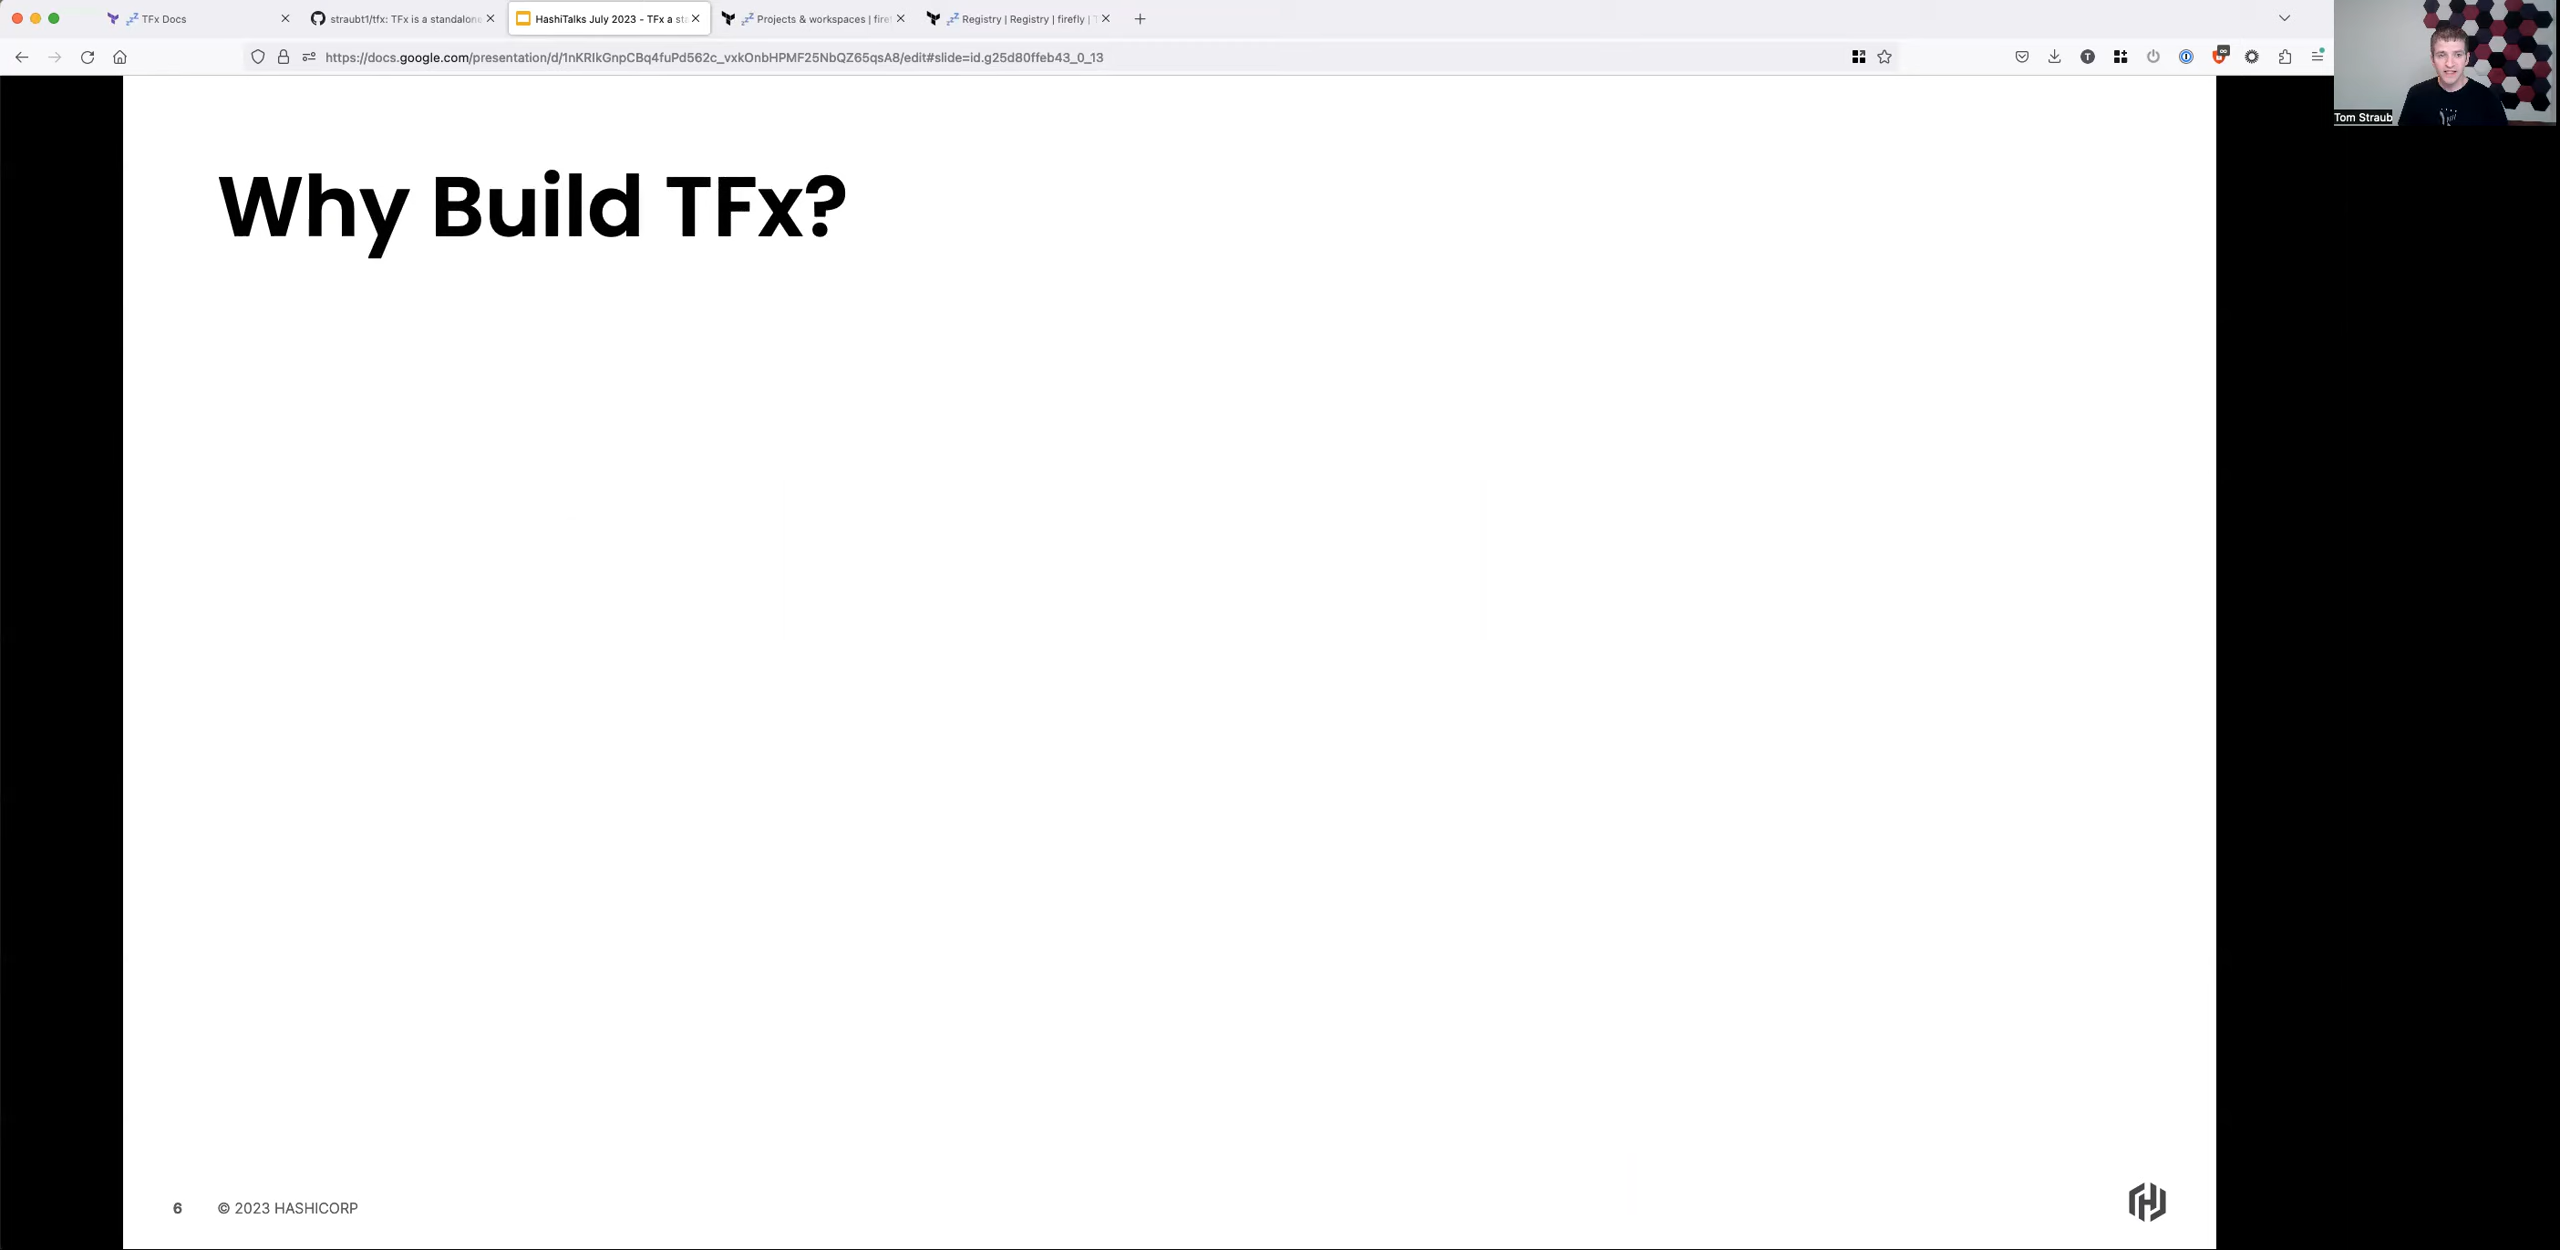 TFx Docs
straubt1/tfx: TFx is a standalone
HashiTalks July 2023 - TFx a st
Projects & workspaces | firef
Registry | Registry | firefly |
https://docs.google.com/presentation/d/1nKRIkGnpCBq4fuPd562c_vxkOnbHPMF25NbQZ65qsA8/edit#slide=id.g25d80ffeb43_0_13
Tom Straub
Why Build TFx?
6 © 2023 HASHICORP